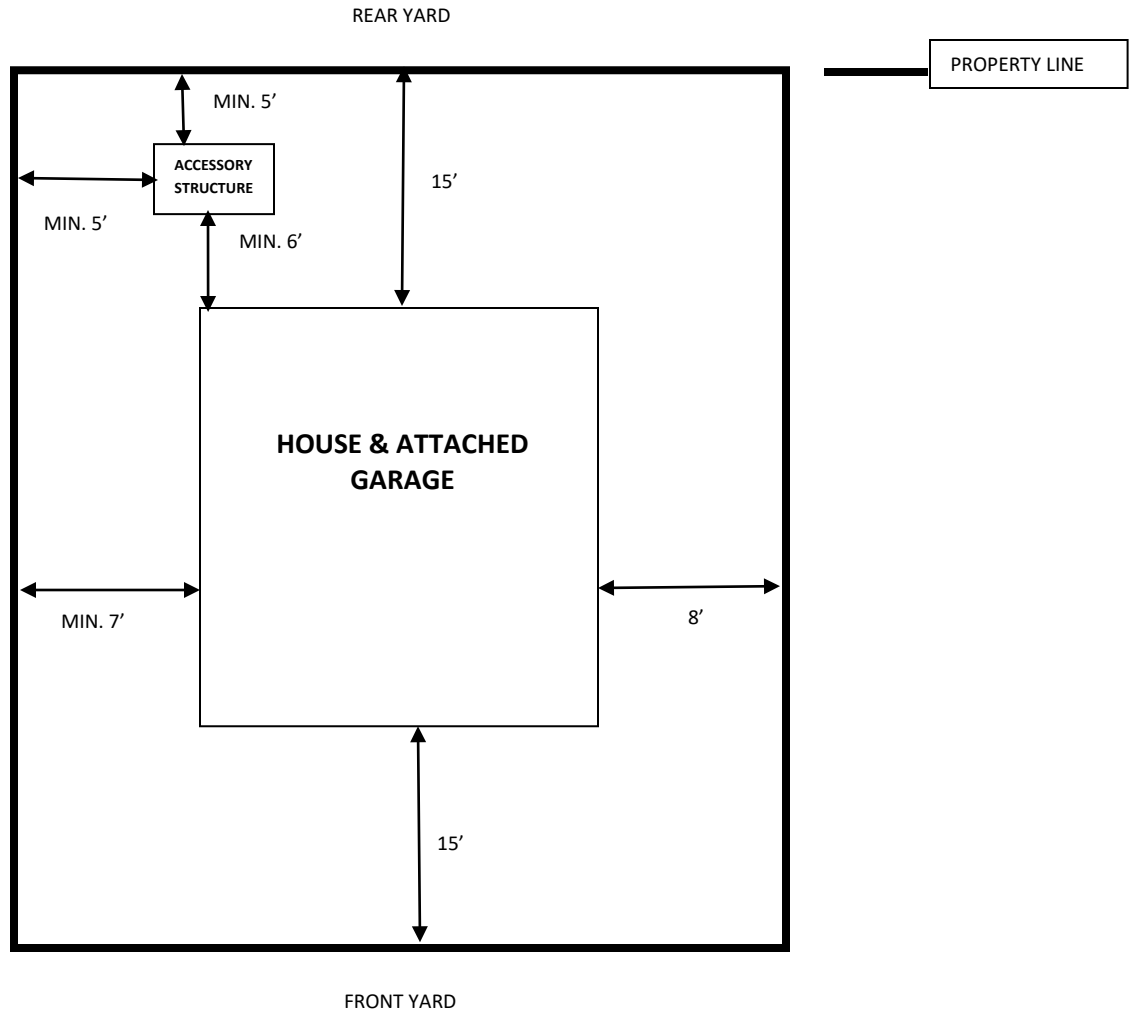 REAR YARD
PROPERTY LINE
MIN. 5’
ACCESSORY
STRUCTURE
15’
MIN. 5’
MIN. 6’
HOUSE & ATTACHED
GARAGE
MIN. 7’
8’
15’
FRONT YARD